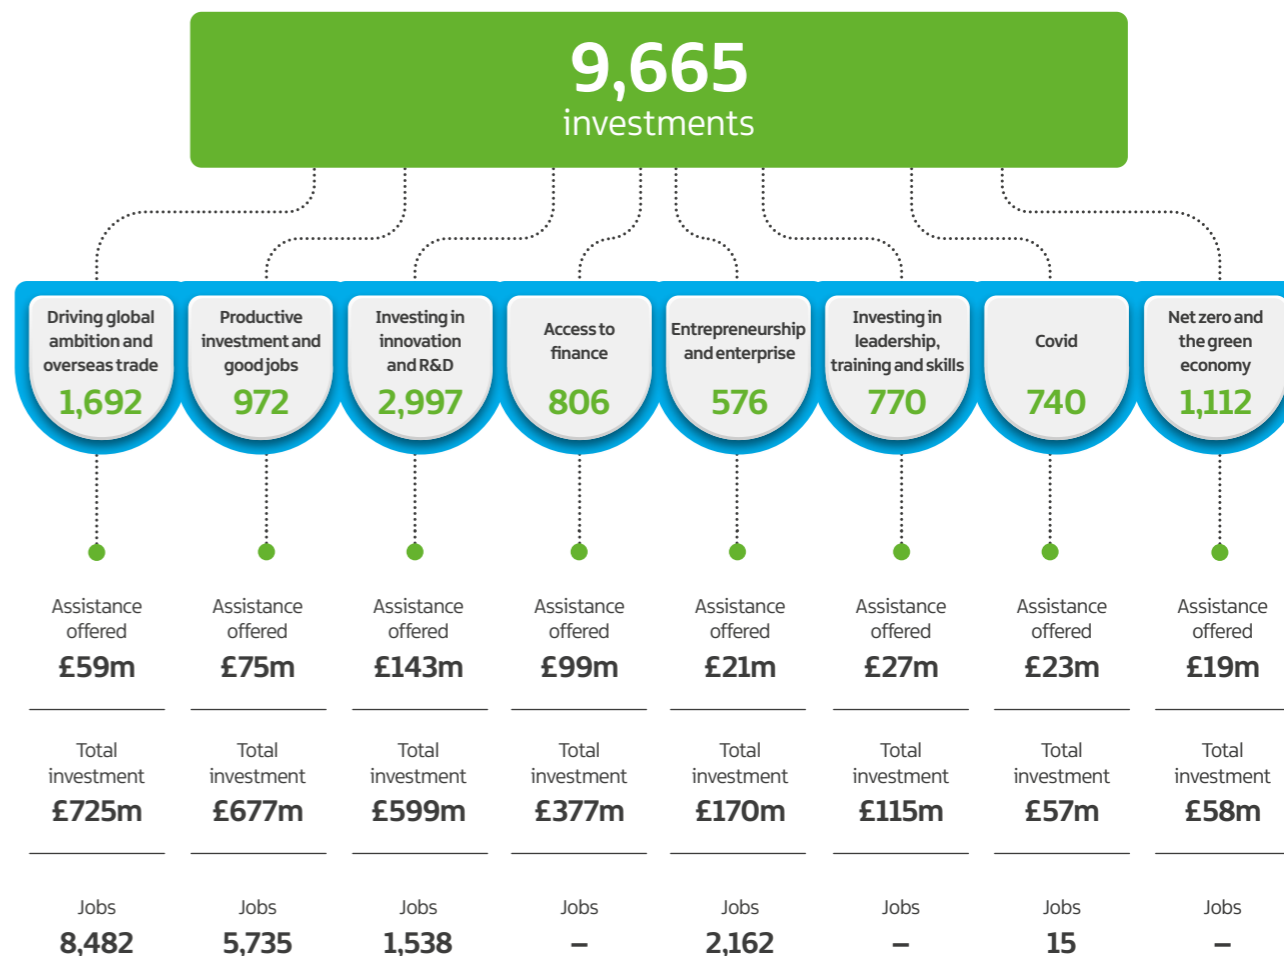 9,665
investments
Driving global
ambition and
overseas trade
1,692
Productive
investment and
good jobs
972
Investing in
innovation
and R&D
2,997
Access to
finance
806
Entrepreneurship
and enterprise
576
Investing in
leadership,
training and skills
770
Covid
740
Net zero and
the green
economy
1,112
Assistance
offered
£59m
Assistance
offered
£75m
Assistance
offered
£143m
Assistance
offered
£99m
Assistance
offered
£21m
Assistance
offered
£27m
Assistance
offered
£23m
Assistance
offered
£19m
Total
investment
£725m
Total
investment
£677m
Total
investment
£599m
Total
investment
£377m
Total
investment
£170m
Total
investment
£115m
Total
investment
£57m
Total
investment
£58m
Jobs
8,482
Jobs
5,735
Jobs
1,538
Jobs
–
Jobs
2,162
Jobs
–
Jobs
15
Jobs
–